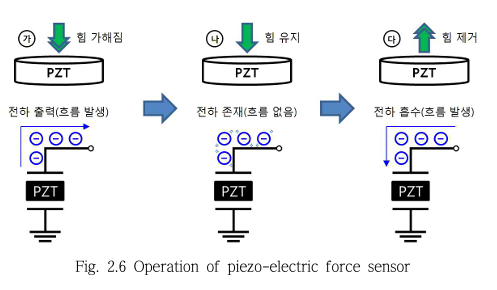 ㉮ 힘 가해짐
PZT
전하 출력(흐름 발생)
PZT
㉯ 힘 유지
PZT
전하 존재(흐름 없음)
PZT
㉰ 힘 제거
PZT
전하 흡수(흐름 발생)
PZT
Fig. 2.6 Operation of piezo-electric force sensor